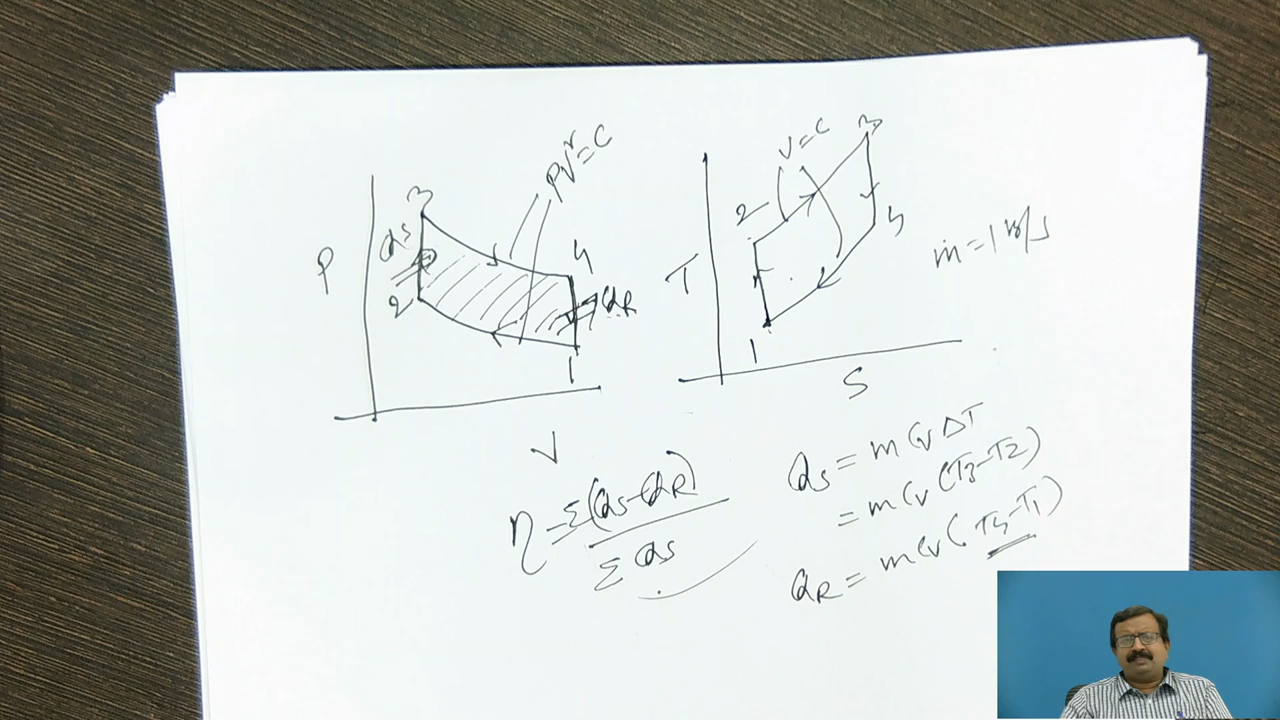 P
3
Qs
2
4
QR
1
V
PV^γ=C
T
2
3
4
1
S
V=C
ṁ=1 kg/s
η=Σ(Qs-QR)
ΣQs
Qs = m Cv ΔT
= m Cv (T3-T2)
QR = m Cv (T4-T1)